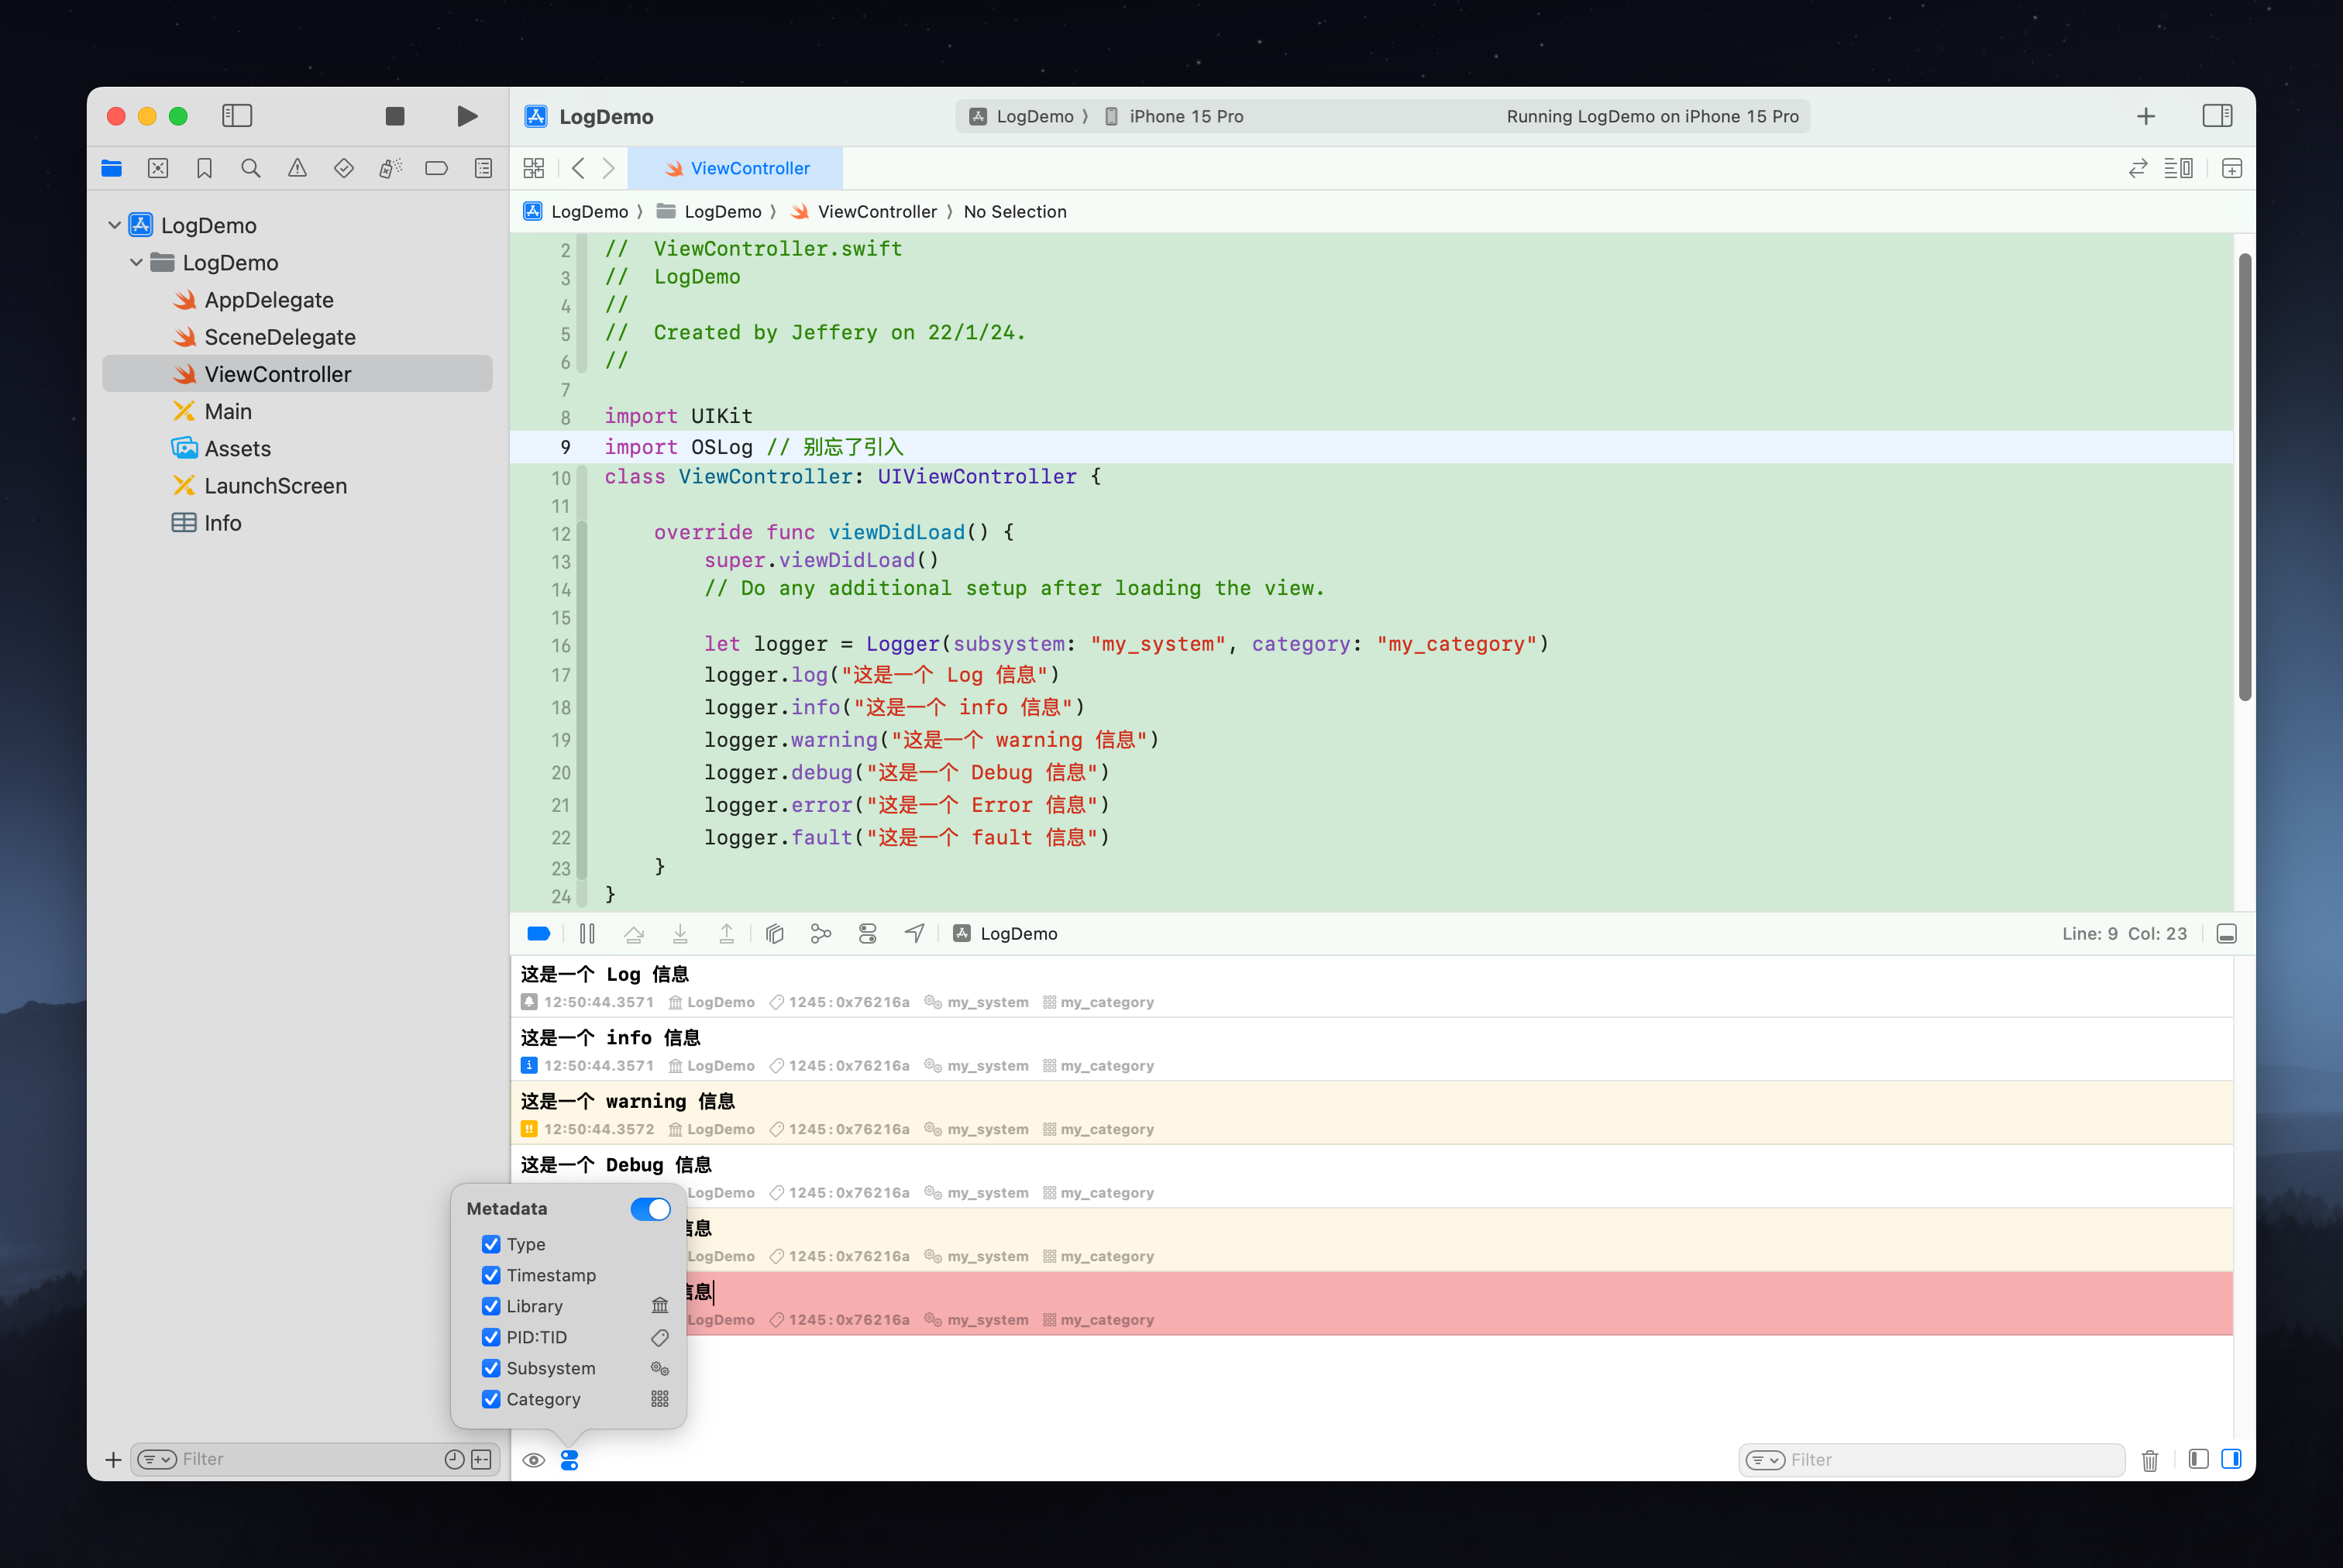 LogDemo
LogDemo 〉 iPhone 15 Pro
Running LogDemo on iPhone 15 Pro
ViewController
LogDemo 〉 LogDemo 〉 ViewController 〉 No Selection
LogDemo
LogDemo
AppDelegate
SceneDelegate
ViewController
Main
Assets
LaunchScreen
Info
Filter
2 //  ViewController.swift
3 //  LogDemo
4 //
5 //  Created by Jeffery on 22/1/24.
6 //
7
8 import UIKit
9 import OSLog // 别忘了引入
10 class ViewController: UIViewController {
11
12     override func viewDidLoad() {
13         super.viewDidLoad()
14         // Do any additional setup after loading the view.
15
16         let logger = Logger(subsystem: "my_system", category: "my_category")
17         logger.log("这是一个 Log 信息")
18         logger.info("这是一个 info 信息")
19         logger.warning("这是一个 warning 信息")
20         logger.debug("这是一个 Debug 信息")
21         logger.error("这是一个 Error 信息")
22         logger.fault("这是一个 fault 信息")
23     }
24 }
LogDemo
Line: 9 Col: 23
这是一个 Log 信息
12:50:44.3571 LogDemo 1245:0x76216a my_system my_category
这是一个 info 信息
12:50:44.3571 LogDemo 1245:0x76216a my_system my_category
这是一个 warning 信息
12:50:44.3572 LogDemo 1245:0x76216a my_system my_category
这是一个 Debug 信息
LogDemo 1245:0x76216a my_system my_category
信息
LogDemo 1245:0x76216a my_system my_category
信息
LogDemo 1245:0x76216a my_system my_category
Metadata
Type
Timestamp
Library
PID:TID
Subsystem
Category
Filter